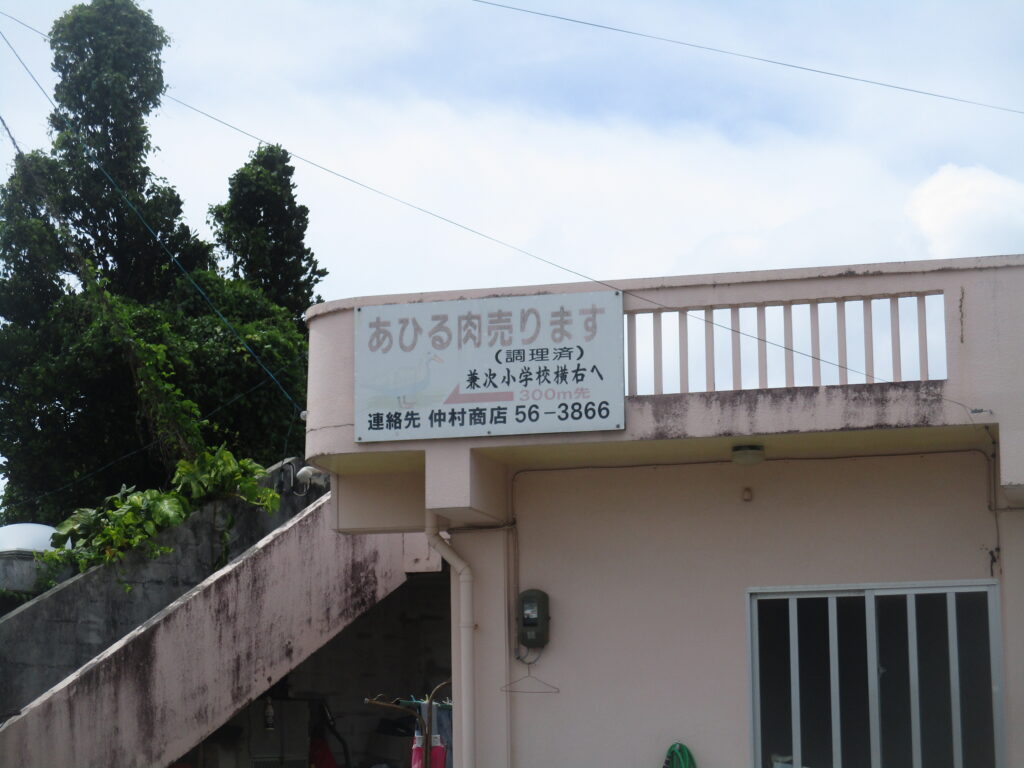 あひる肉売ります
(調理済)
兼次小学校横右へ
300m先
連絡先 仲村商店 56-3866